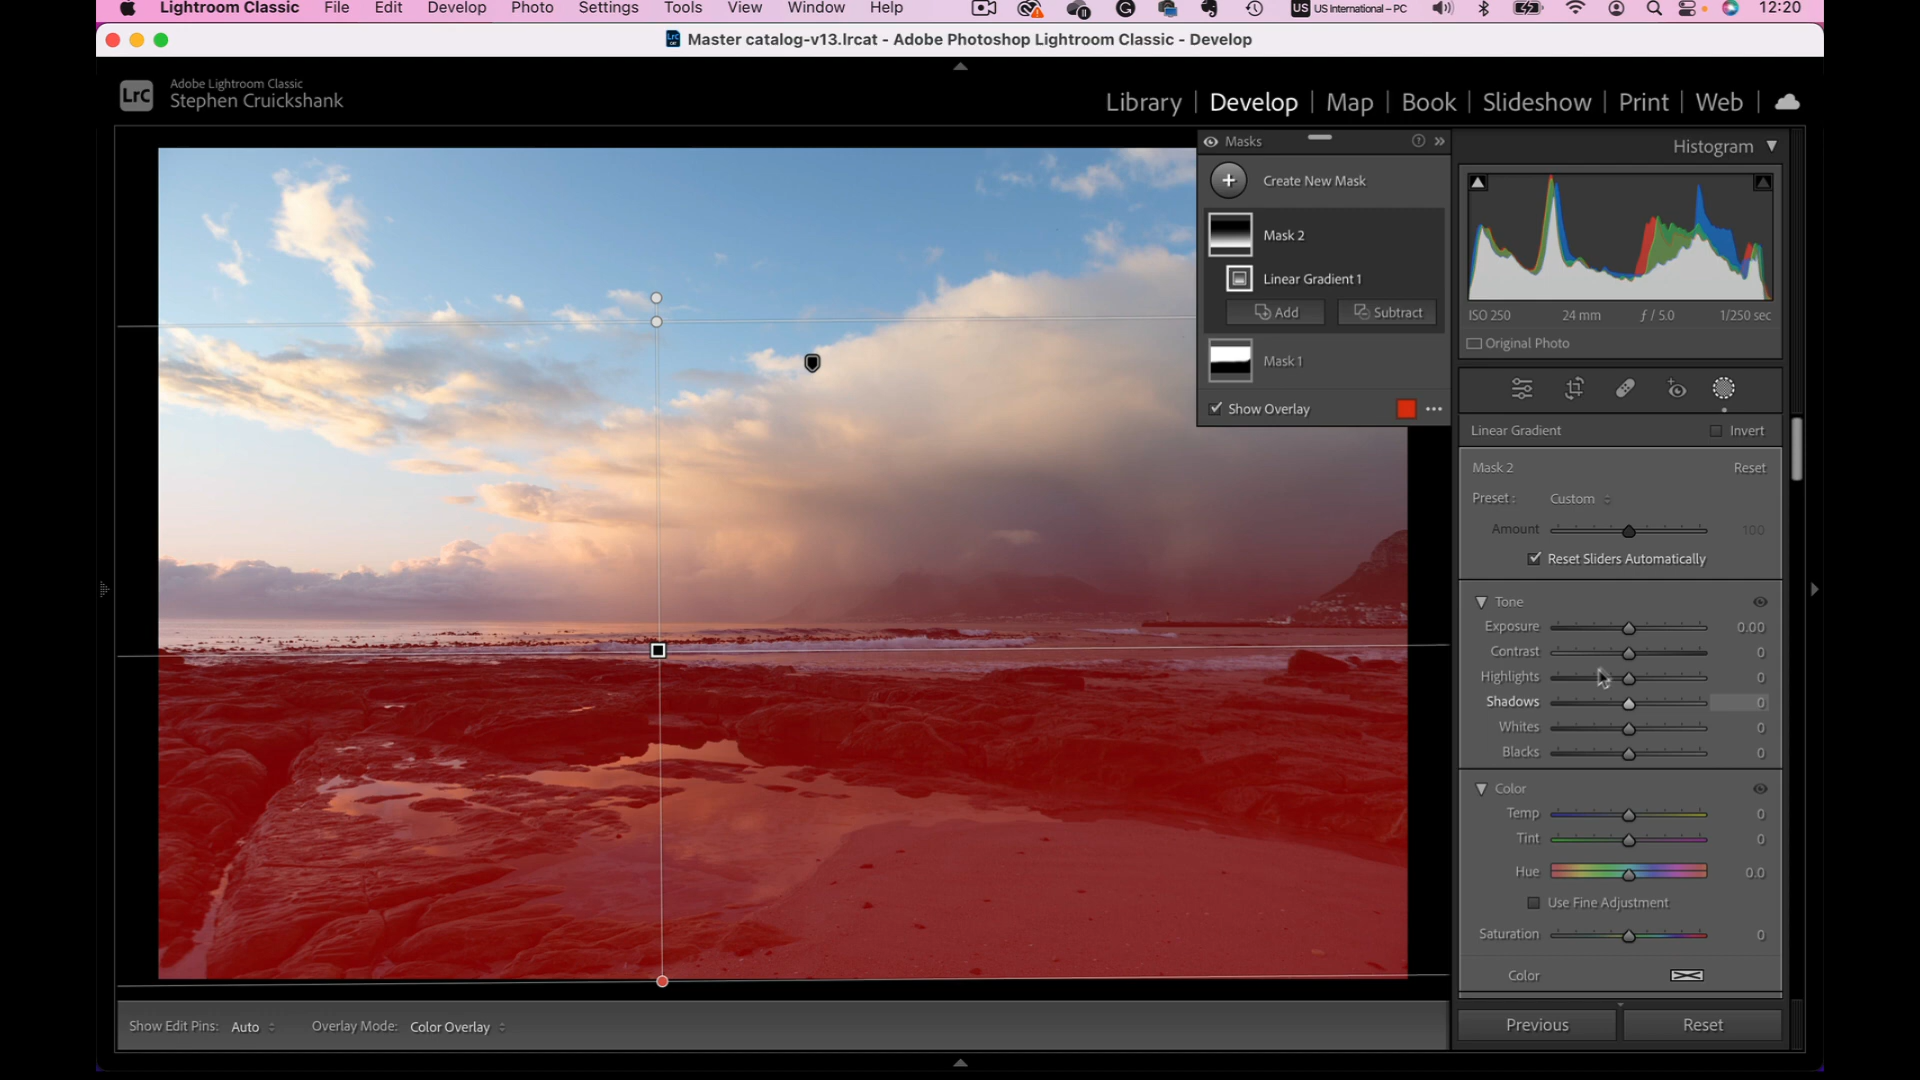 Lightroom Classic File Edit Develop Photo Settings Tools View Window Help US US International – PC 12:20
Master catalog-v13.lrcat - Adobe Photoshop Lightroom Classic - Develop
LrC Adobe Lightroom Classic
Stephen Cruickshank
Library | Develop | Map | Book | Slideshow | Print | Web |
Masks
Create New Mask
Mask 2
Linear Gradient 1
Add Subtract
Mask 1
Show Overlay
Histogram
ISO 250 24 mm ƒ / 5.0 1/250 sec
Original Photo
Linear Gradient Invert
Mask 2 Reset
Preset : Custom
Amount 100
Reset Sliders Automatically
Tone
Exposure 0.00
Contrast 0
Highlights 0
Shadows 0
Whites 0
Blacks 0
Color
Temp 0
Tint 0
Hue 0.0
Use Fine Adjustment
Saturation 0
Color
Previous Reset
Show Edit Pins: Auto Overlay Mode: Color Overlay